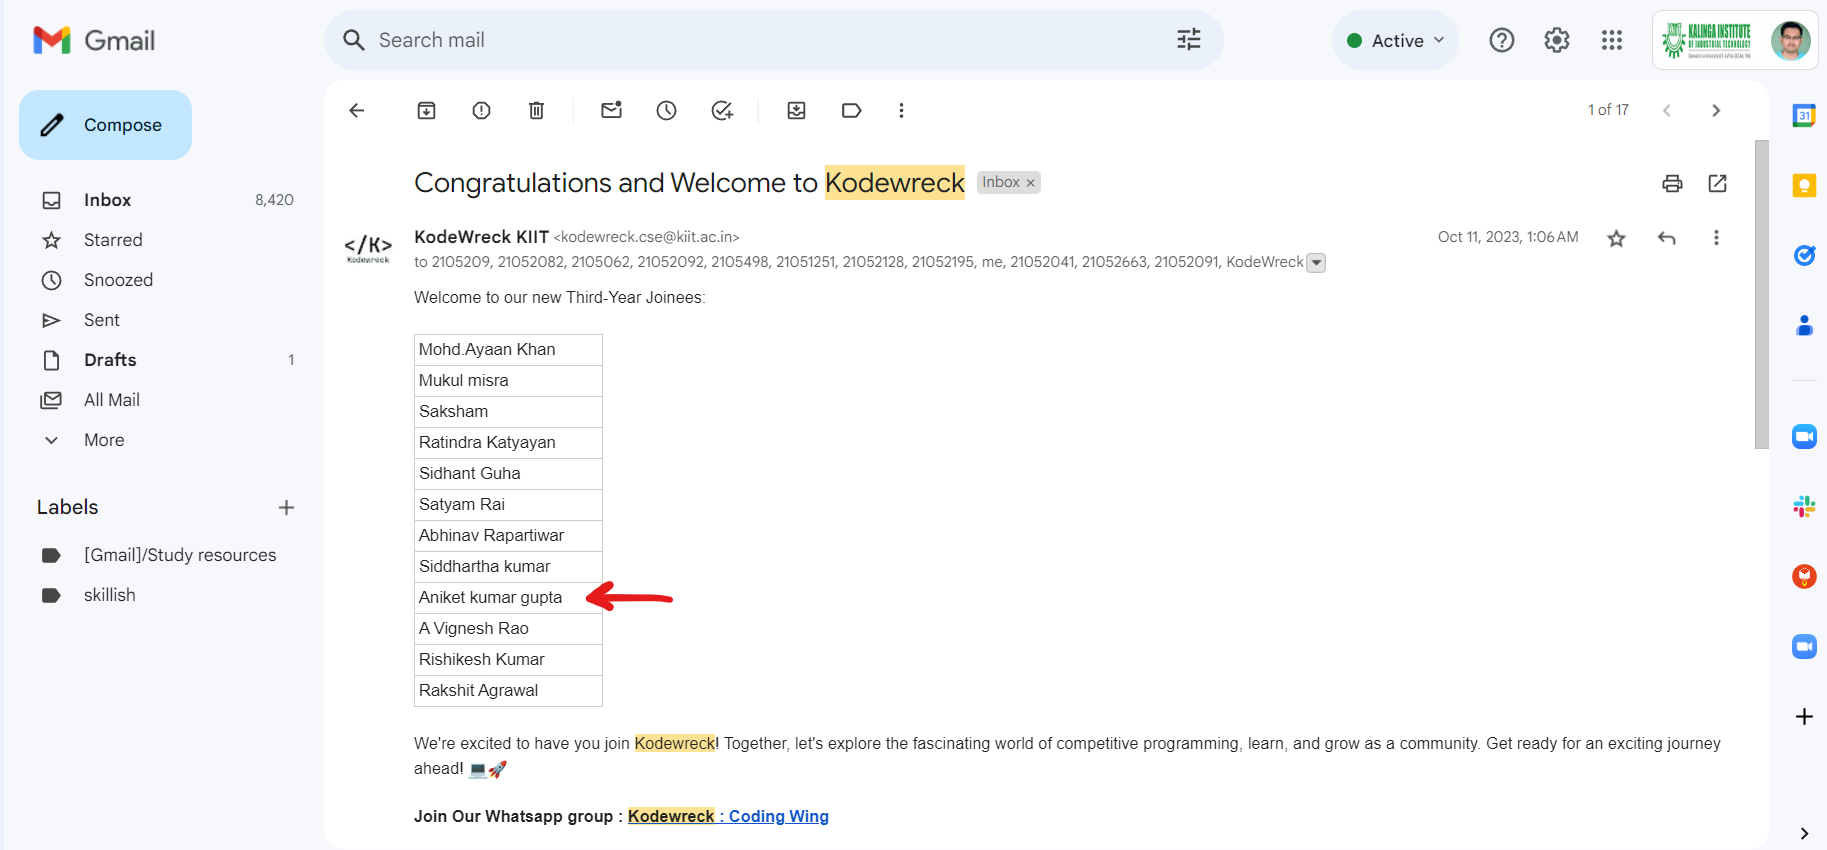 Gmail
Search mail
Active
KALINGA INSTITUTE
OF INDUSTRIAL TECHNOLOGY
Compose
1 of 17
31
Inbox 8,420
Starred
Snoozed
Sent
Drafts 1
All Mail
More
Labels
[Gmail]/Study resources
skillish
Congratulations and Welcome to Kodewreck Inbox ×
</K>
Kodewreck
KodeWreck KIIT <kodewreck.cse@kiit.ac.in> Oct 11, 2023, 1:06 AM
to 2105209, 21052082, 2105062, 21052092, 2105498, 21051251, 21052128, 21052195, me, 21052041, 21052663, 21052091, KodeWreck
Welcome to our new Third-Year Joinees:
Mohd.Ayaan Khan
Mukul misra
Saksham
Ratindra Katyayan
Sidhant Guha
Satyam Rai
Abhinav Rapartiwar
Siddhartha kumar
Aniket kumar gupta
A Vignesh Rao
Rishikesh Kumar
Rakshit Agrawal
We're excited to have you join Kodewreck! Together, let's explore the fascinating world of competitive programming, learn, and grow as a community. Get ready for an exciting journey
ahead! 💻🚀
Join Our Whatsapp group : Kodewreck : Coding Wing